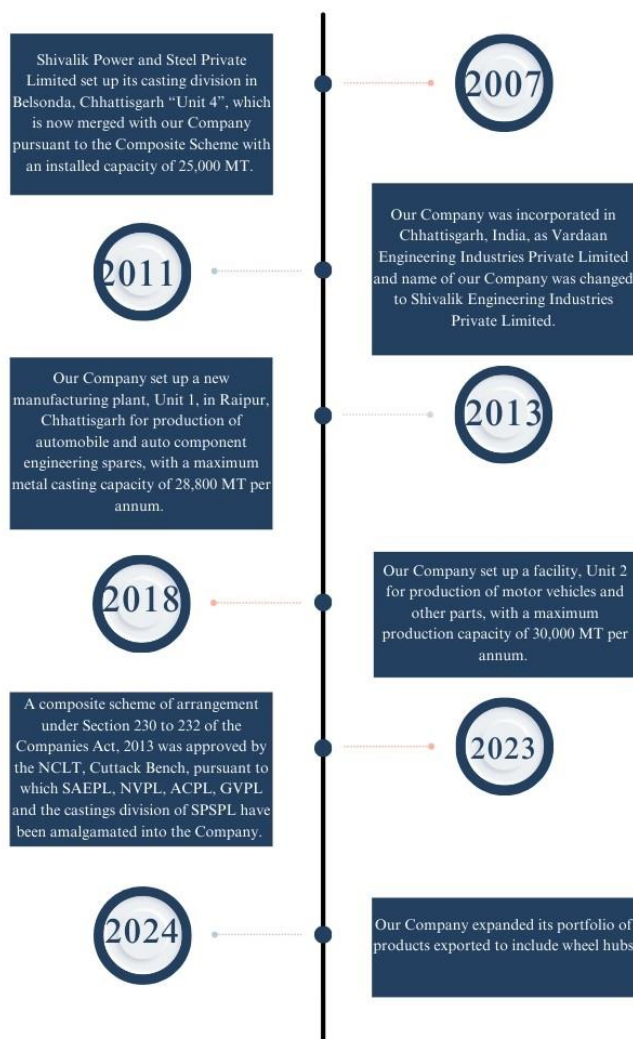 Shivalik Power and Steel Private
Limited set up its casting division in
Belsonda, Chhattisgarh “Unit 4”, which
is now merged with our Company
pursuant to the Composite Scheme with
an installed capacity of 25,000 MT.
2007
2011
Our Company was incorporated in
Chhattisgarh, India, as Vardaan
Engineering Industries Private Limited
and name of our Company was changed
to Shivalik Engineering Industries
Private Limited.
Our Company set up a new
manufacturing plant, Unit 1, in Raipur,
Chhattisgarh for production of
automobile and auto component
engineering spares, with a maximum
metal casting capacity of 28,800 MT per
annum.
2013
2018
Our Company set up a facility, Unit 2
for production of motor vehicles and
other parts, with a maximum
production capacity of 30,000 MT per
annum.
A composite scheme of arrangement
under Section 230 to 232 of the
Companies Act, 2013 was approved by
the NCLT, Cuttack Bench, pursuant to
which SAEPL, NVPL, ACPL, GVPL
and the castings division of SPSPL have
been amalgamated into the Company.
2023
2024
Our Company expanded its portfolio of
products exported to include wheel hubs